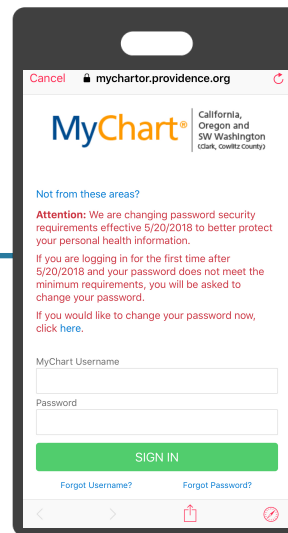 Cancel mychartor.providence.org
MyChart® California,
Oregon and
SW Washington
(Clark, Cowlitz County)
Not from these areas?
Attention: We are changing password security
requirements effective 5/20/2018 to better protect
your personal health information.
If you are logging in for the first time after
5/20/2018 and your password does not meet the
minimum requirements, you will be asked to
change your password.
If you would like to change your password now,
click here.
MyChart Username
Password
SIGN IN
Forgot Username? Forgot Password?